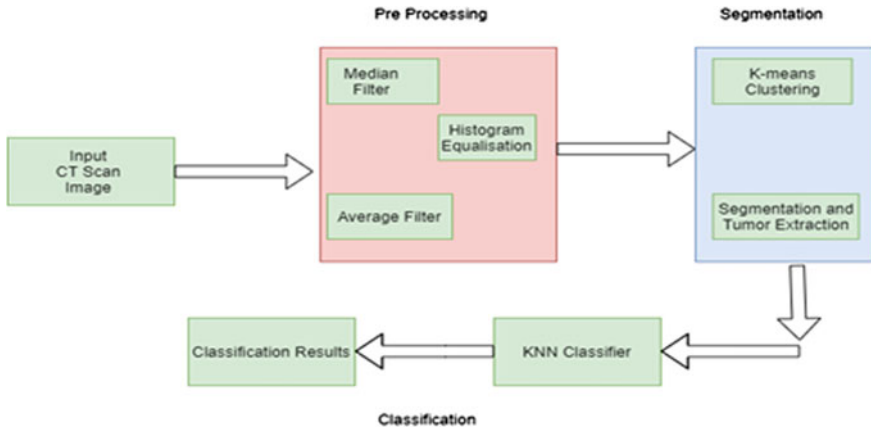 Pre Processing
Segmentation
Median
Filter
Histogram
Equalisation
Average Filter
K-means
Clustering
Segmentation and
Tumor Extraction
Input
CT Scan
Image
Classification Results
KNN Classifier
Classification